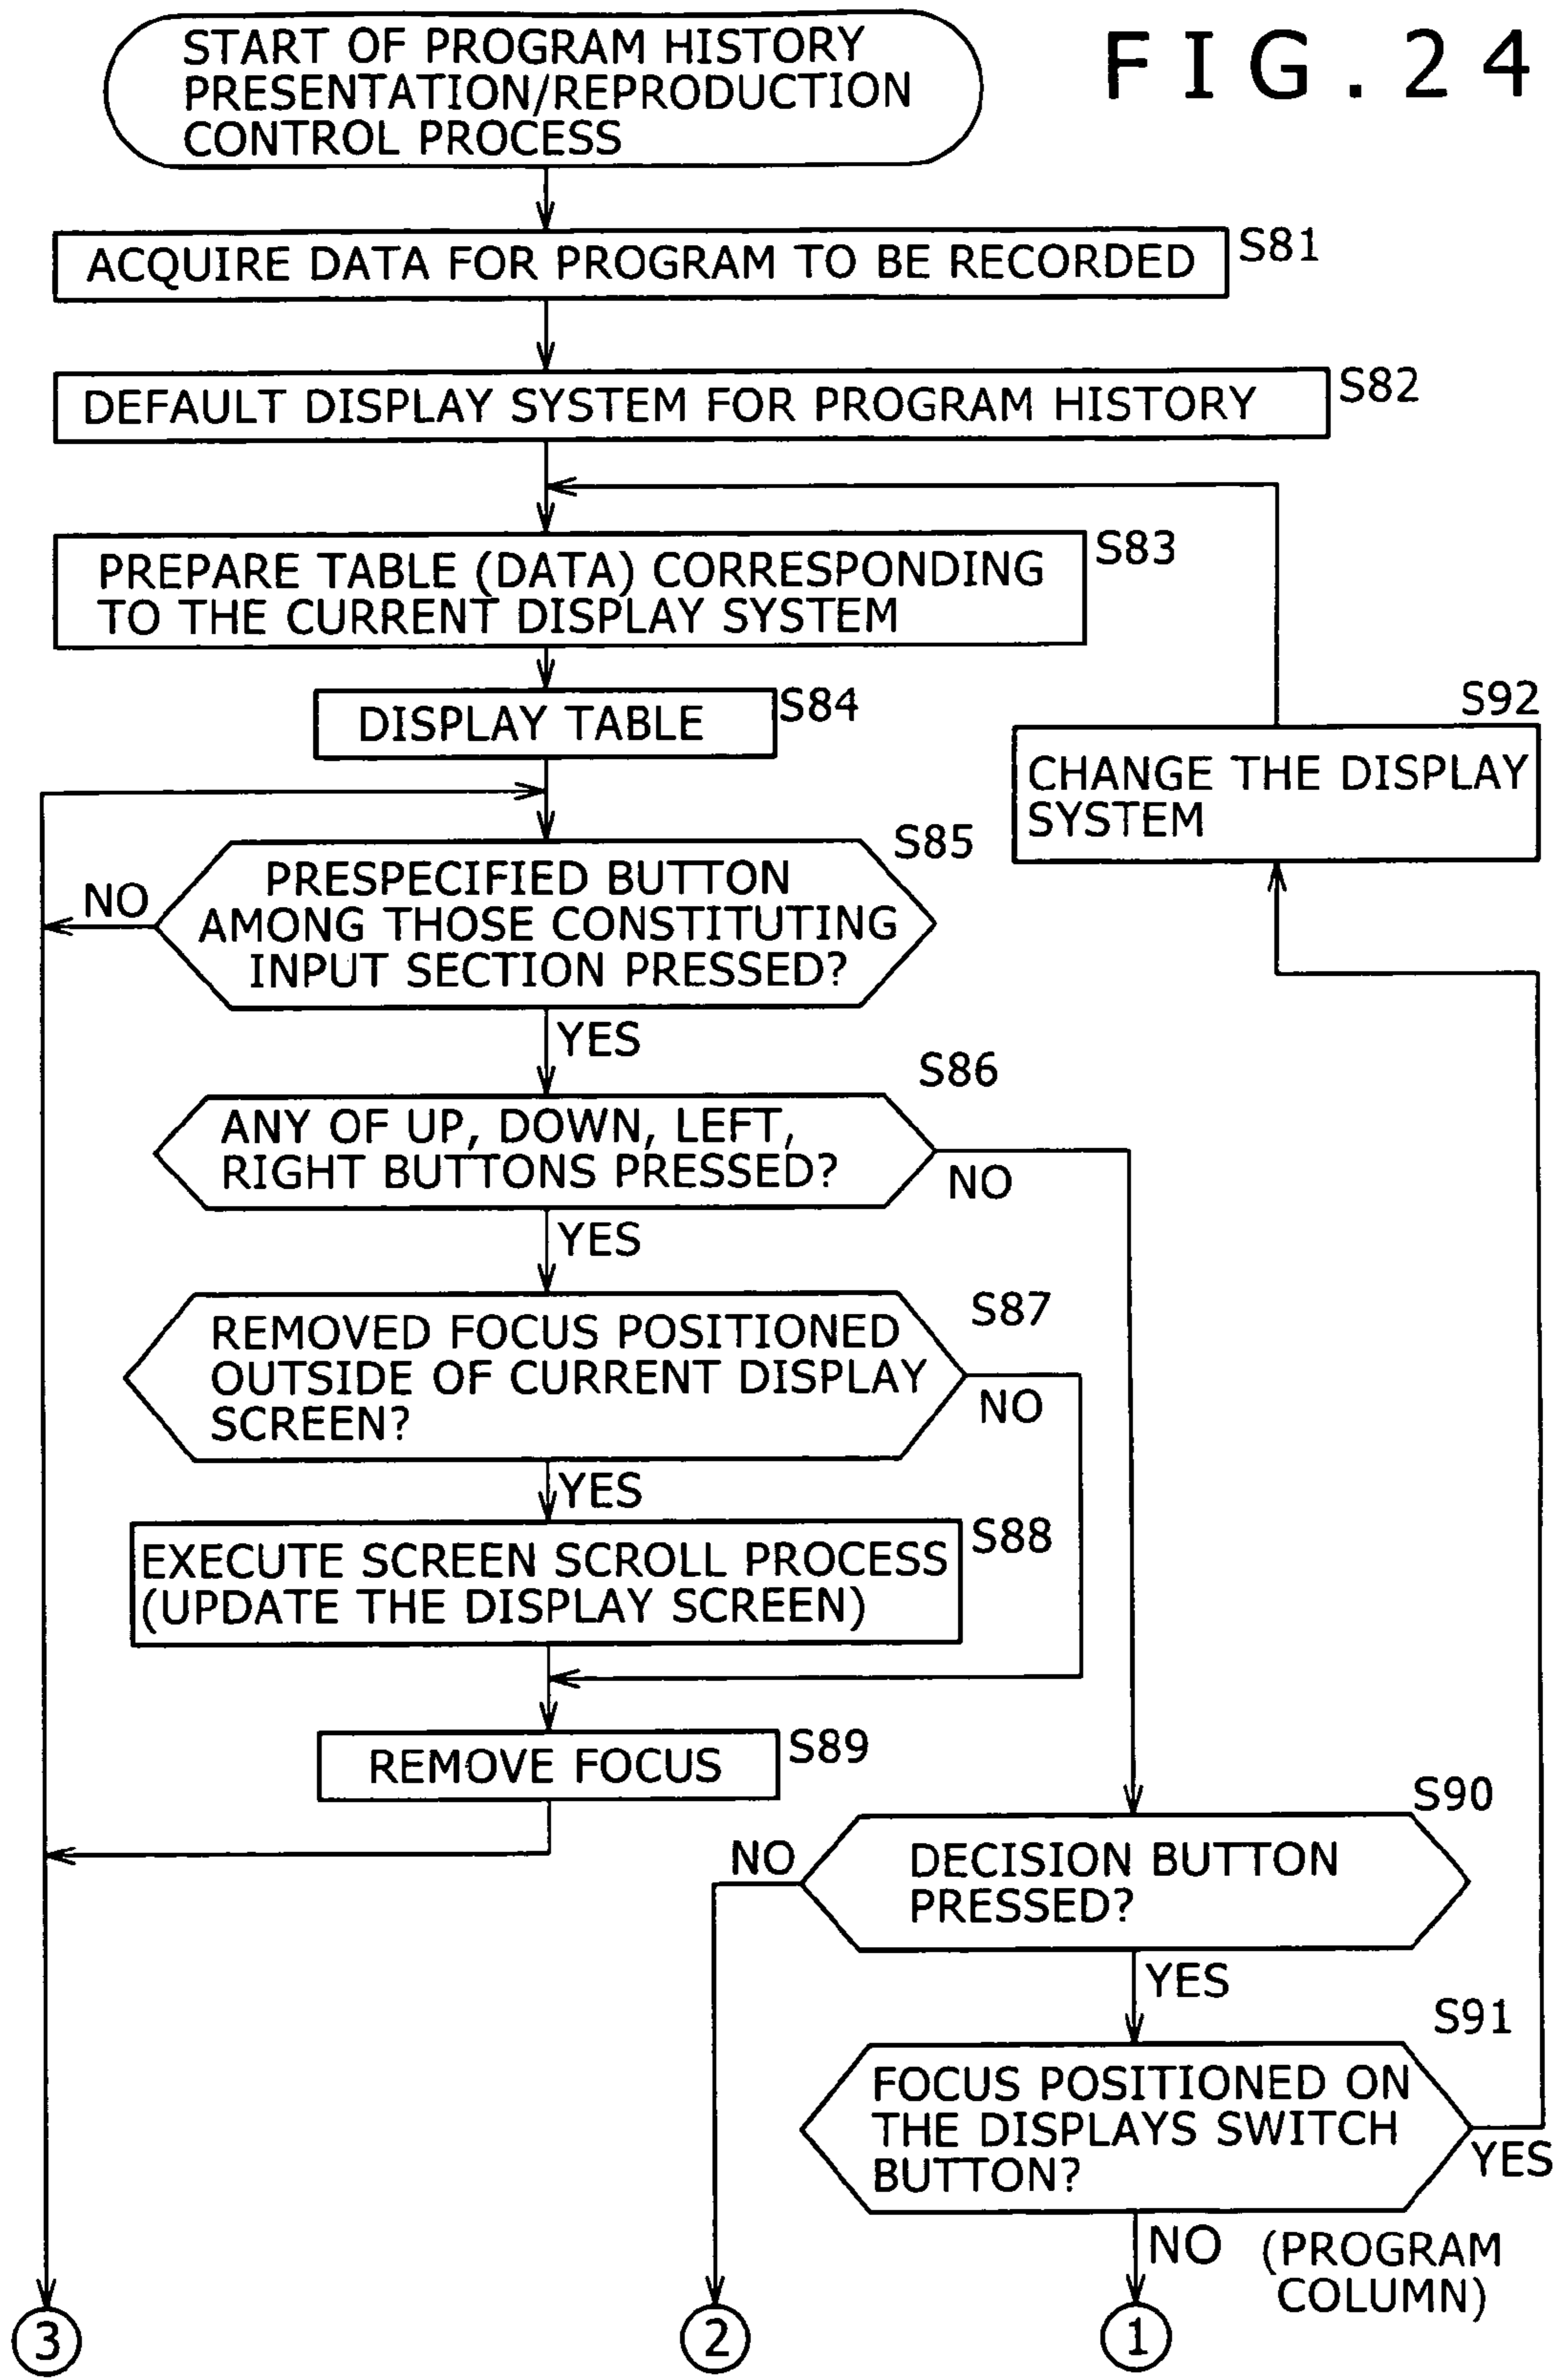 START OF PROGRAM HISTORY
PRESENTATION/REPRODUCTION
CONTROL PROCESS
FIG.24
ACQUIRE DATA FOR PROGRAM TO BE RECORDED
S81
DEFAULT DISPLAY SYSTEM FOR PROGRAM HISTORY
S82
PREPARE TABLE (DATA) CORRESPONDING
TO THE CURRENT DISPLAY SYSTEM
S83
DISPLAY TABLE
S84
S92
CHANGE THE DISPLAY
SYSTEM
S85
NO
PRESPECIFIED BUTTON
AMONG THOSE CONSTITUTING
INPUT SECTION PRESSED?
YES
S86
ANY OF UP, DOWN, LEFT,
RIGHT BUTTONS PRESSED?
NO
YES
S87
REMOVED FOCUS POSITIONED
OUTSIDE OF CURRENT DISPLAY
SCREEN?
NO
YES
S88
EXECUTE SCREEN SCROLL PROCESS
(UPDATE THE DISPLAY SCREEN)
REMOVE FOCUS
S89
S90
NO
DECISION BUTTON
PRESSED?
YES
S91
FOCUS POSITIONED ON
THE DISPLAYS SWITCH
BUTTON?
YES
NO (PROGRAM
COLUMN)
3
2
1